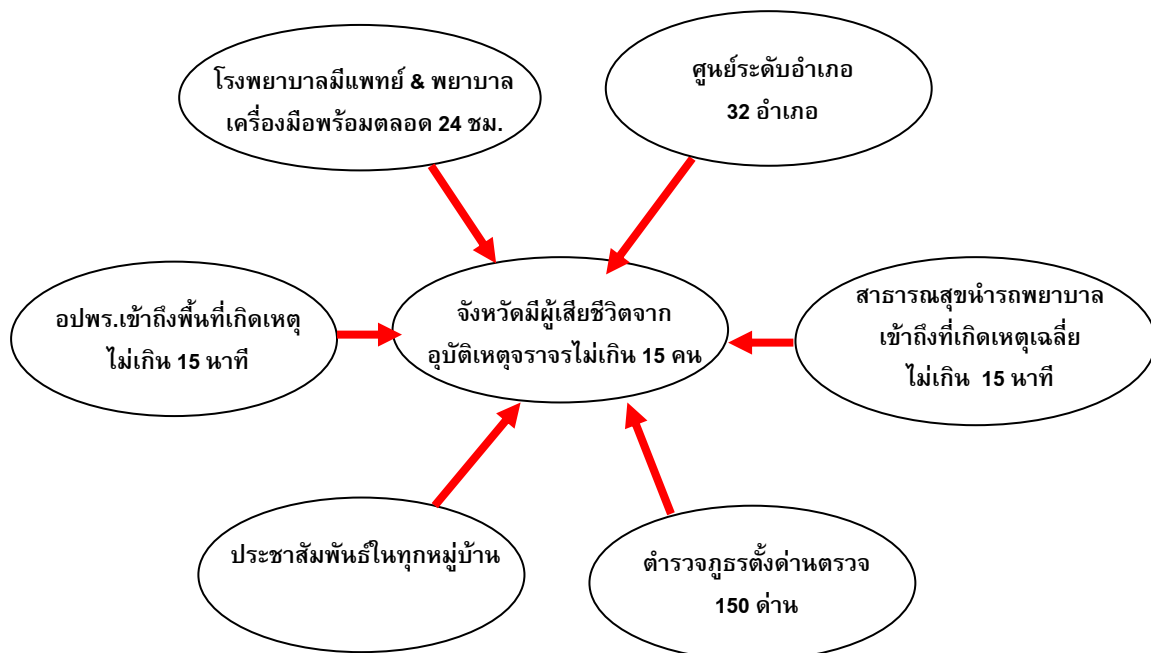 โรงพยาบาลมีแพทย์ & พยาบาล
เครื่องมือพร้อมตลอด 24 ชม.
ศูนย์ระดับอำเภอ
32 อำเภอ
อปพร.เข้าถึงพื้นที่เกิดเหตุ
ไม่เกิน 15 นาที
จังหวัดมีผู้เสียชีวิตจาก
อุบัติเหตุจราจรไม่เกิน 15 คน
สาธารณสุขนำรถพยาบาล
เข้าถึงที่เกิดเหตุเฉลี่ย
ไม่เกิน 15 นาที
ประชาสัมพันธ์ในทุกหมู่บ้าน
ตำรวจภูธรตั้งด่านตรวจ
150 ด่าน